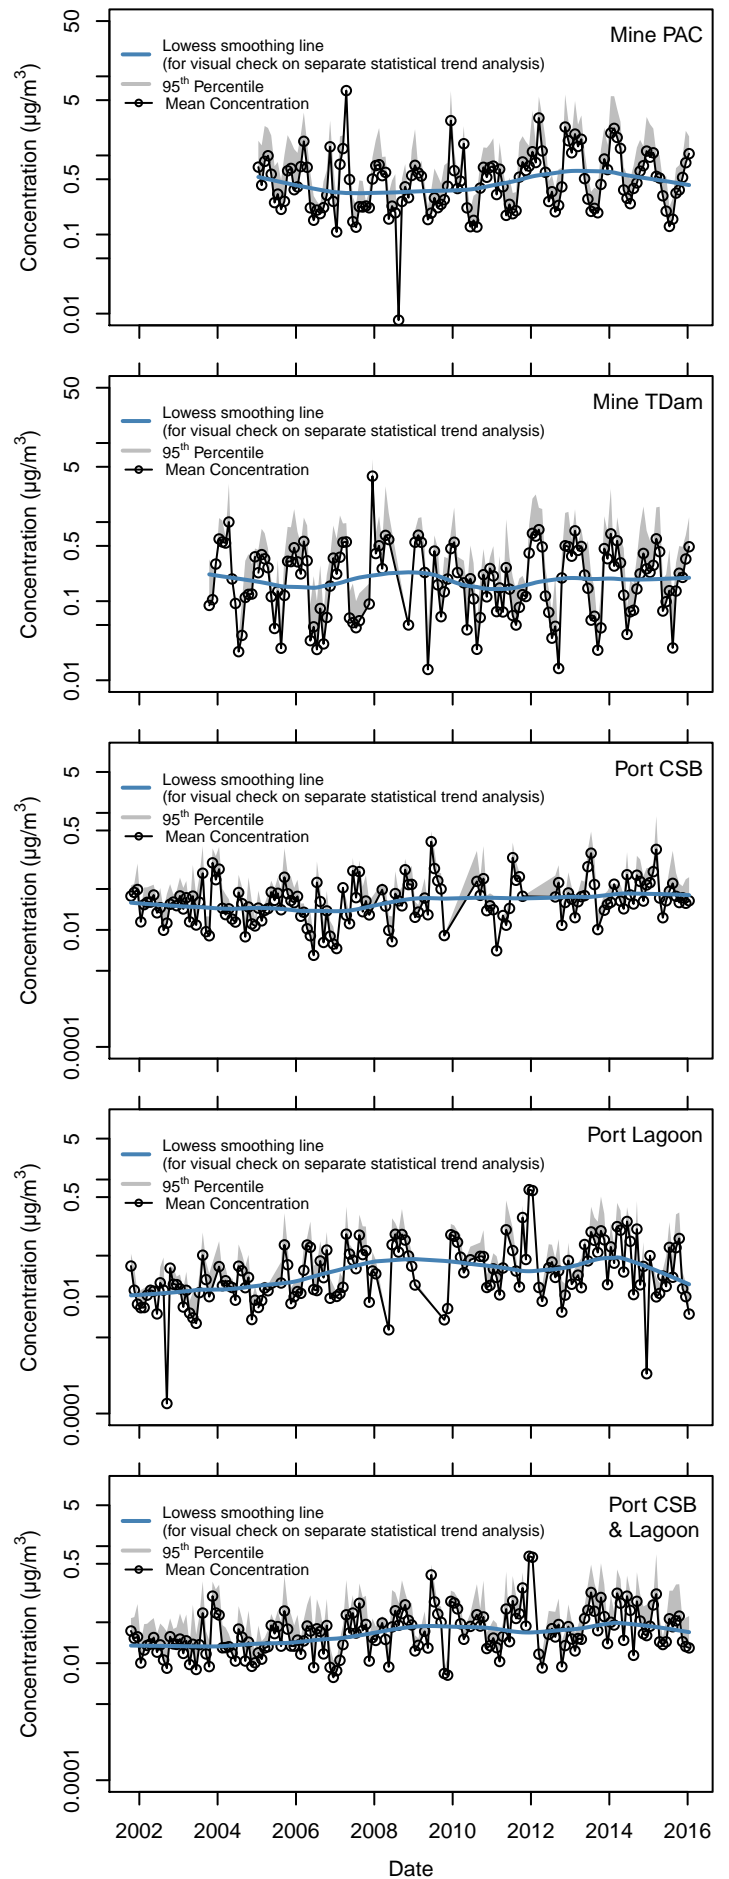 50
5
0.5
0.1
0.01
Concentration (µg/m³)
Mine PAC
Lowess smoothing line
(for visual check on separate statistical trend analysis)
95th Percentile
Mean Concentration
50
5
0.5
0.1
0.01
Concentration (µg/m³)
Mine TDam
Lowess smoothing line
(for visual check on separate statistical trend analysis)
95th Percentile
Mean Concentration
5
0.5
0.01
0.0001
Concentration (µg/m³)
Port CSB
Lowess smoothing line
(for visual check on separate statistical trend analysis)
95th Percentile
Mean Concentration
5
0.5
0.01
0.0001
Concentration (µg/m³)
Port Lagoon
Lowess smoothing line
(for visual check on separate statistical trend analysis)
95th Percentile
Mean Concentration
5
0.5
0.01
0.0001
Concentration (µg/m³)
Port CSB
& Lagoon
Lowess smoothing line
(for visual check on separate statistical trend analysis)
95th Percentile
Mean Concentration
2002 2004 2006 2008 2010 2012 2014 2016
Date